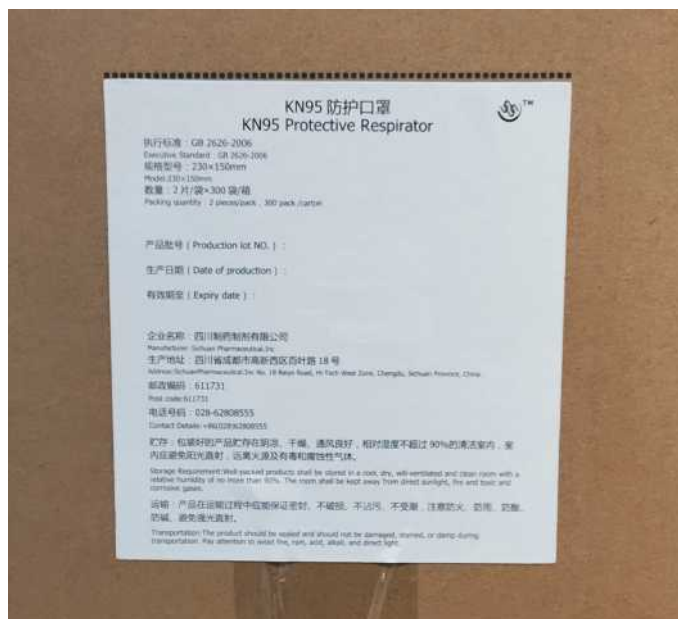 KN95 防护口罩
KN95 Protective Respirator
SS™
执行标准：GB 2626-2006
Executive Standard : GB 2626-2006
规格型号：230×150mm
Model:230×150mm
数量：2 片/袋×300 袋/箱
Packing quantity : 2 pieces/pack , 300 pack /carton
产品批号 ( Production lot NO. ) :
生产日期 ( Date of production ) :
有效期至 ( Expiry date ) :
企业名称：四川制药制剂有限公司
Manufacturer :Sichuan Pharmaceutical.Inc
生产地址：四川省成都市高新西区百叶路 18 号
Address:SichuanPharmaceutical.Inc No. 18 Baiye Road, Hi Tech West Zone, Chengdu, Sichuan Province, China
邮政编码：611731
Post code:611731
电话号码：028-62808555
Contact Details:+86(028)62808555
贮存：包装好的产品贮存在阴凉、干燥、通风良好，相对湿度不超过 90%的清洁室内，室
内应避免阳光直射，远离火源及有毒和腐蚀性气体。
Storage Requirement:Well-packed products shall be stored in a cool, dry, well-ventilated and clean room with a
relative humidity of no more than 90%. The room shall be kept away from direct sunlight, fire and toxic and
corrosive gases.
运输：产品在运输过程中应能保证密封、不破损、不沾污、不受潮，注意防火、防雨、防酸、
防碱，避免强光直射。
Transportation:The product should be sealed and should not be damaged, stained, or damp during
transportation. Pay attention to avoid fire, rain, acid, alkali, and direct light.